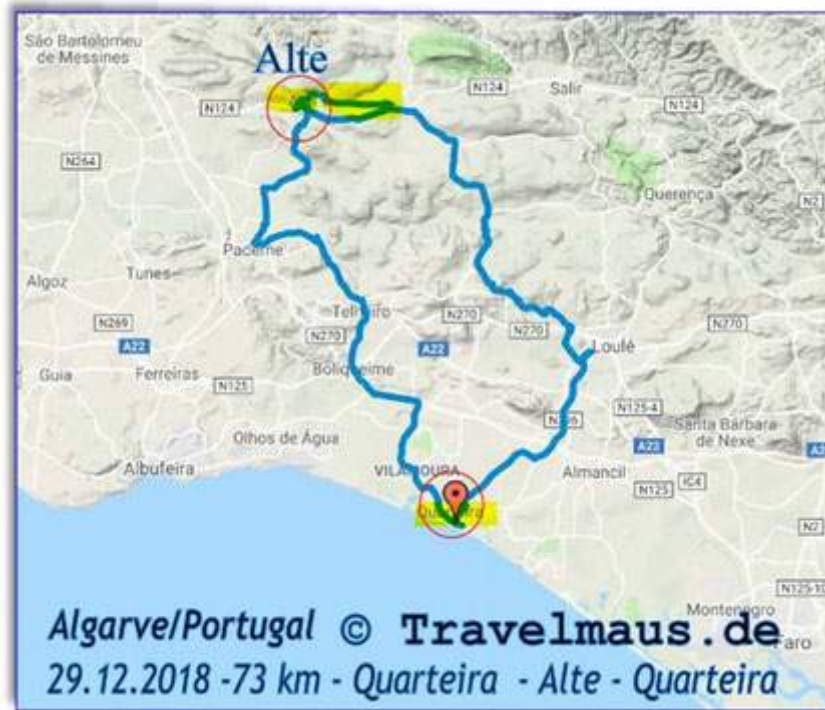 São Bartolomeu
de Messines
Alte
N124
Salir
N124
N124
N264
Querença
N2
Paderne
Algoz
Tunes
N269
N270
N270
N270
N270
A22
A22
Loulé
Guia
Ferreiras
N125
Boliqueime
N125-4
Santa Bárbara
de Nexe
Olhos de Água
A22
Albufeira
VILAMOURA
Almancil
IC4
N125
Quarteira
N2
N125-10
Montenegro
Faro
Algarve/Portugal © Travelmaus.de
29.12.2018 -73 km - Quarteira - Alte - Quarteira